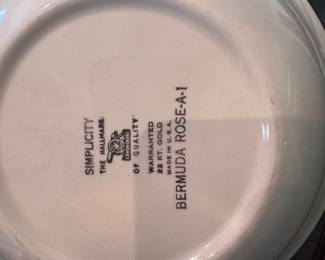 SIMPLICITY
THE HALLMARK
OF QUALITY
WARRANTED
22 KT. GOLD
MADE IN U.S.A.
BERMUDA ROSE-A-1